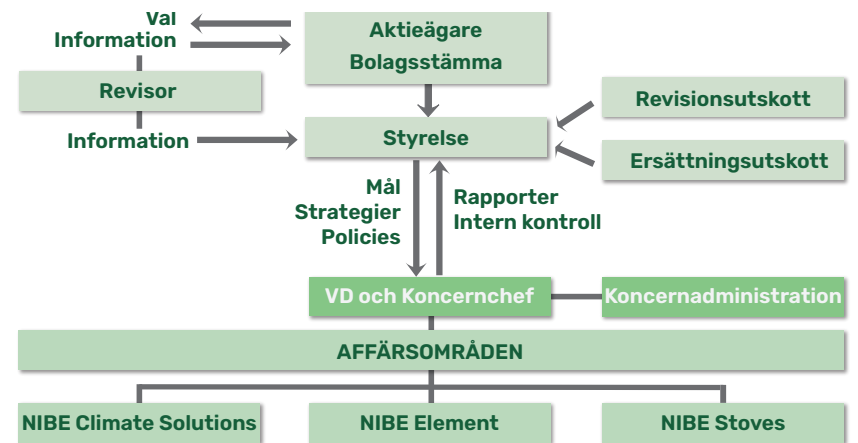 Val
Information
Aktieägare
Bolagsstämma
Revisor
Revisionsutskott
Information
Styrelse
Ersättningsutskott
Mål
Strategier
Policies
Rapporter
Intern kontroll
VD och Koncernchef
Koncernadministration
AFFÄRSOMRÅDEN
NIBE Climate Solutions
NIBE Element
NIBE Stoves